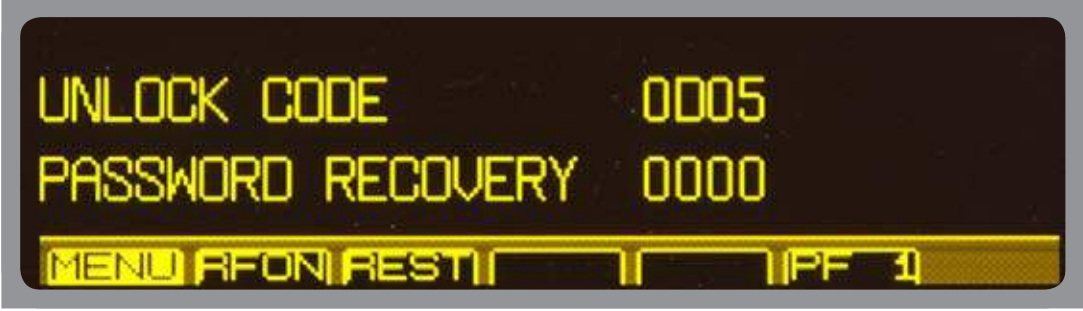 UNLOCK CODE 0D05
PASSWORD RECOVERY 0000
MENU RFON REST PF 1